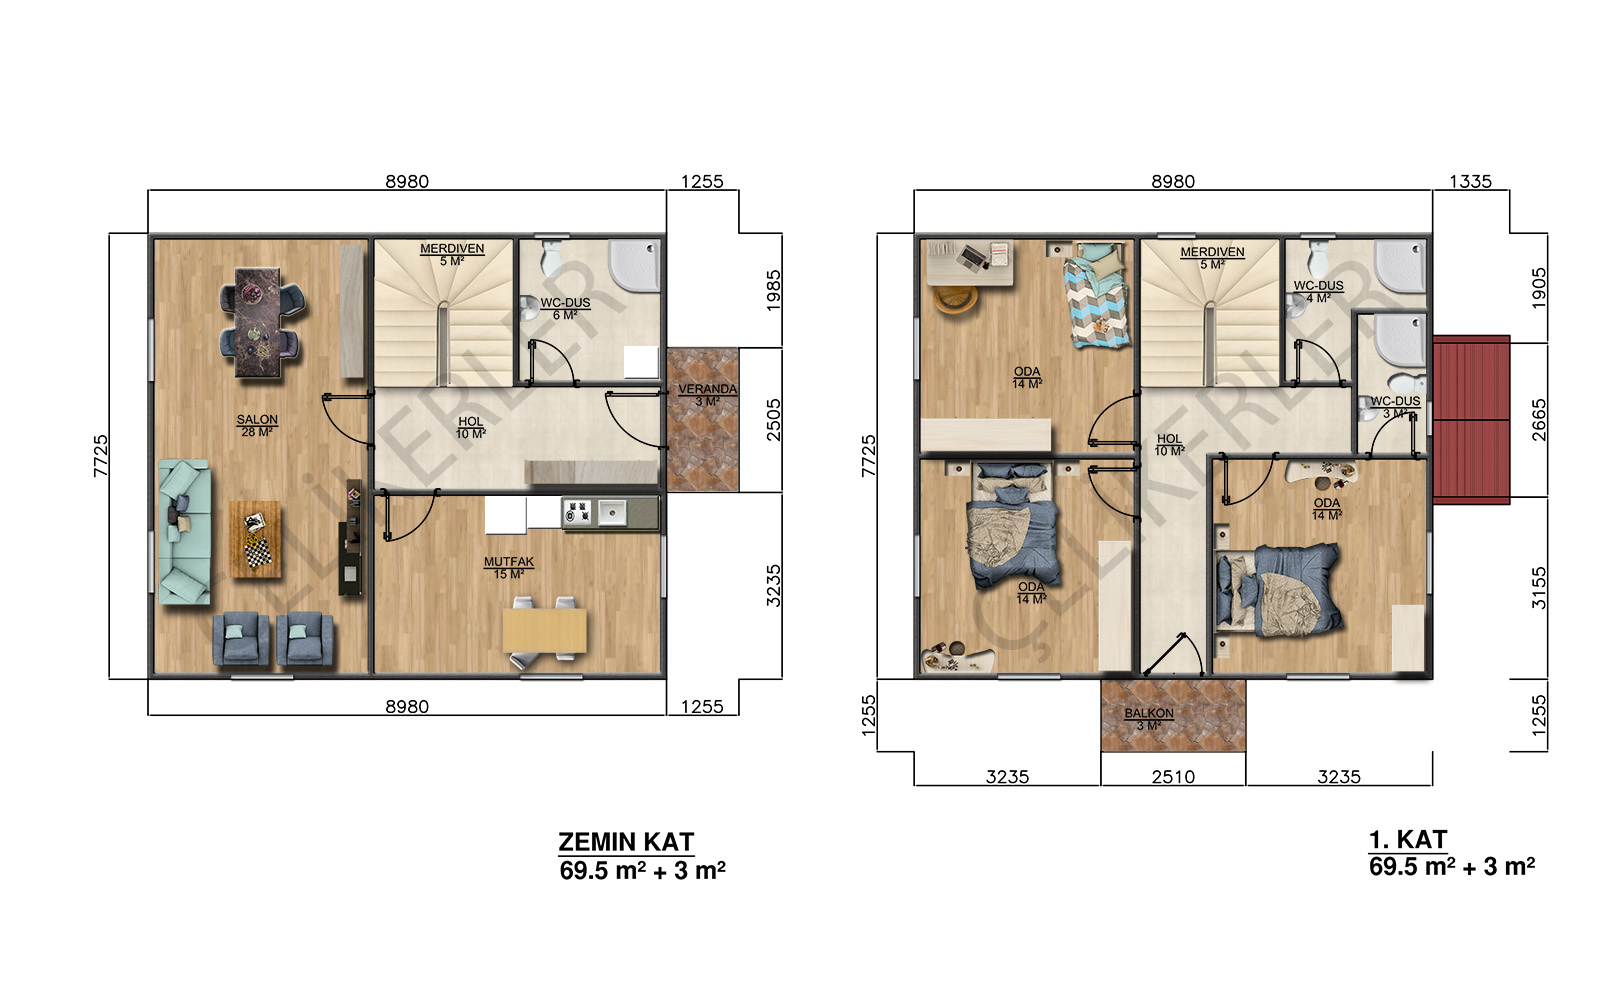 8980
1255
MERDIVEN
5 M²
WC-DUS
6 M²
1985
VERANDA
3 M²
SALON
28 M²
HOL
10 M²
2505
7725
MUTFAK
15 M²
3235
8980
1255
ÇELİKERLER
ZEMIN KAT
69.5 m² + 3 m²
8980
1335
MERDIVEN
5 M²
WC-DUS
4 M²
1905
ODA
14 M²
WC-DUS
3 M²
2665
HOL
10 M²
7725
ODA
14 M²
ODA
14 M²
3155
1255
BALKON
3 M²
1255
3235
2510
3235
ÇELİKERLER
1. KAT
69.5 m² + 3 m²